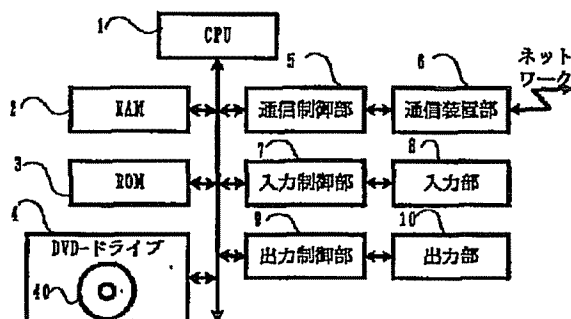 1
CPU
5
6
ネット
ワーク
2
RAM
通信制御部
通信装置部
7
8
3
ROM
入力制御部
入力部
4
9
10
DVD-ドライブ
出力制御部
出力部
40